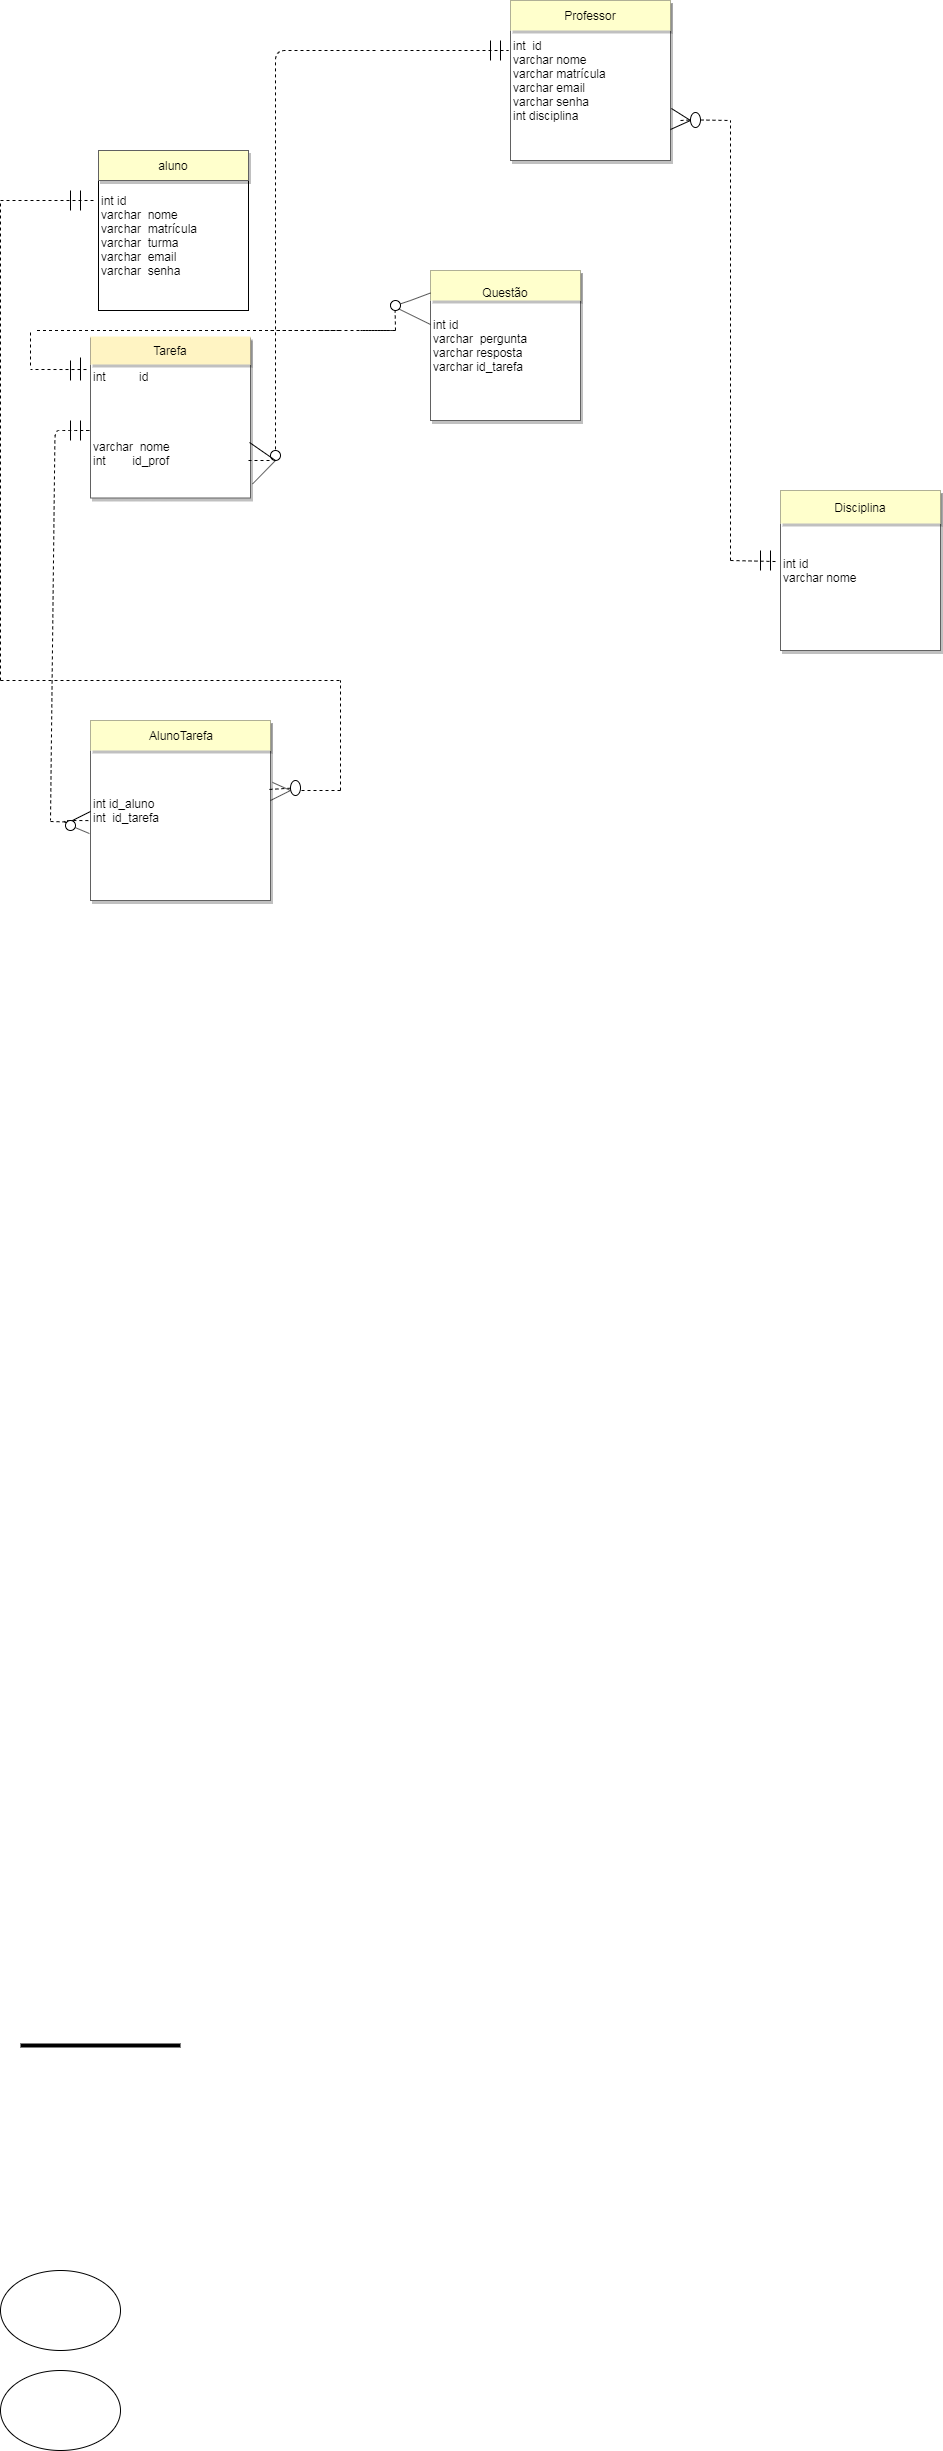 Professor
int id
varchar nome
varchar matrícula
varchar email
varchar senha
int disciplina
aluno
int id
varchar nome
varchar matrícula
varchar turma
varchar email
varchar senha
Questão
int id
varchar pergunta
varchar resposta
varchar id_tarefa
Tarefa
int id
varchar nome
int id_prof
Disciplina
int id
varchar nome
AlunoTarefa
int id_aluno
int id_tarefa